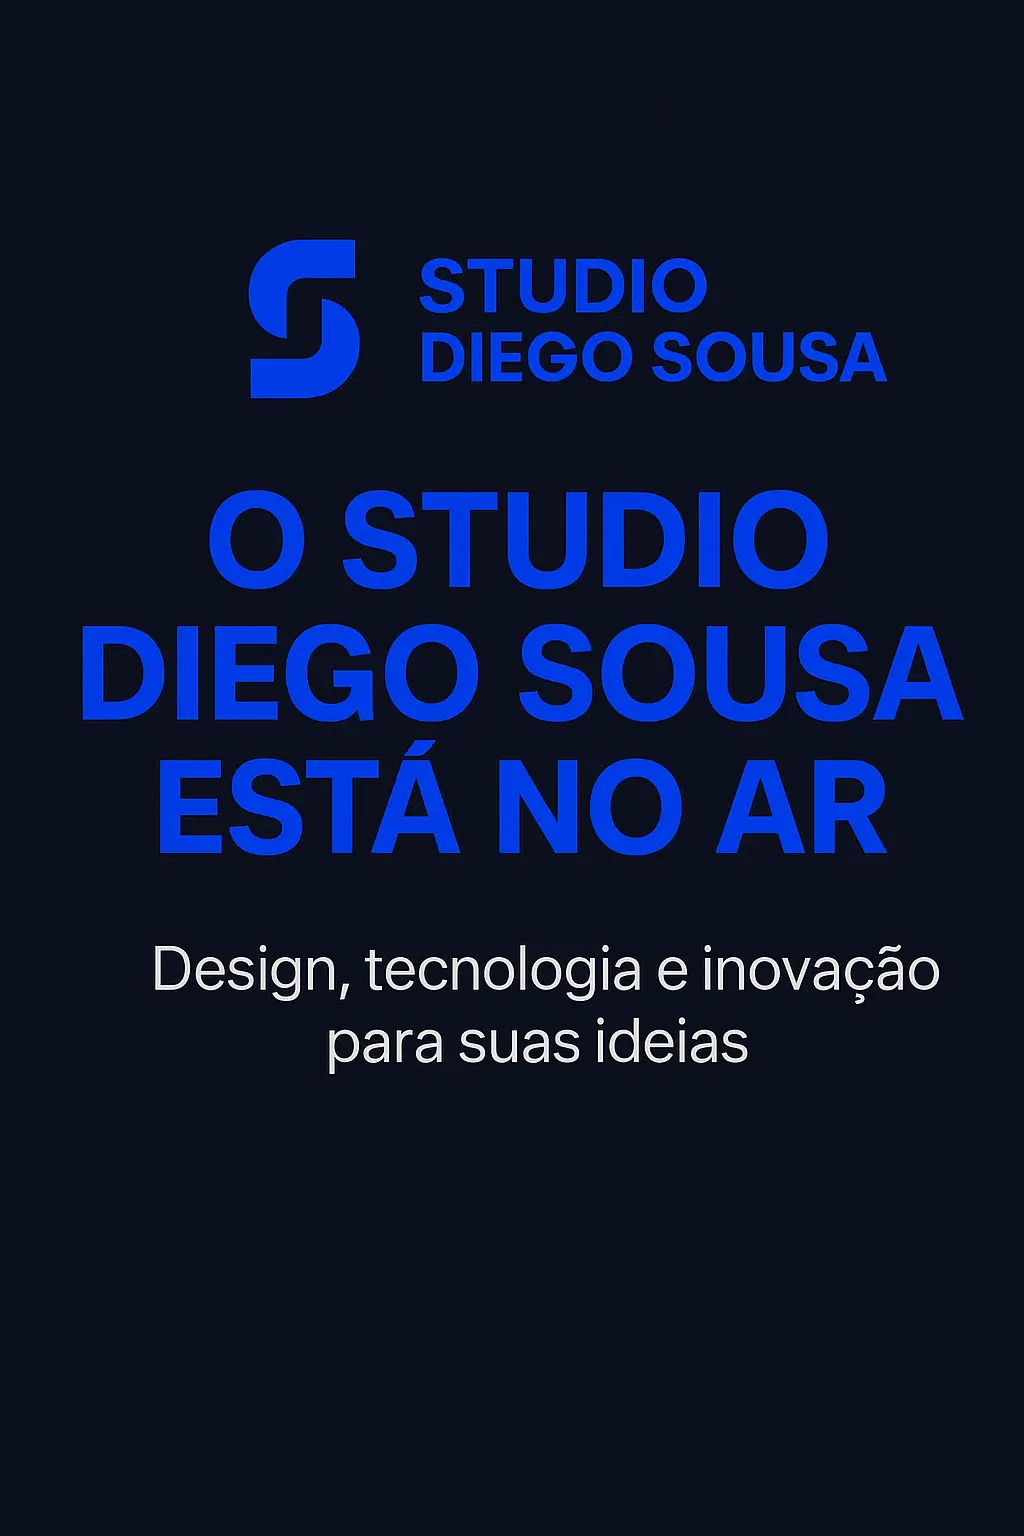 STUDIO
DIEGO SOUSA
O STUDIO
DIEGO SOUSA
ESTÁ NO AR
Design, tecnologia e inovação
para suas ideias